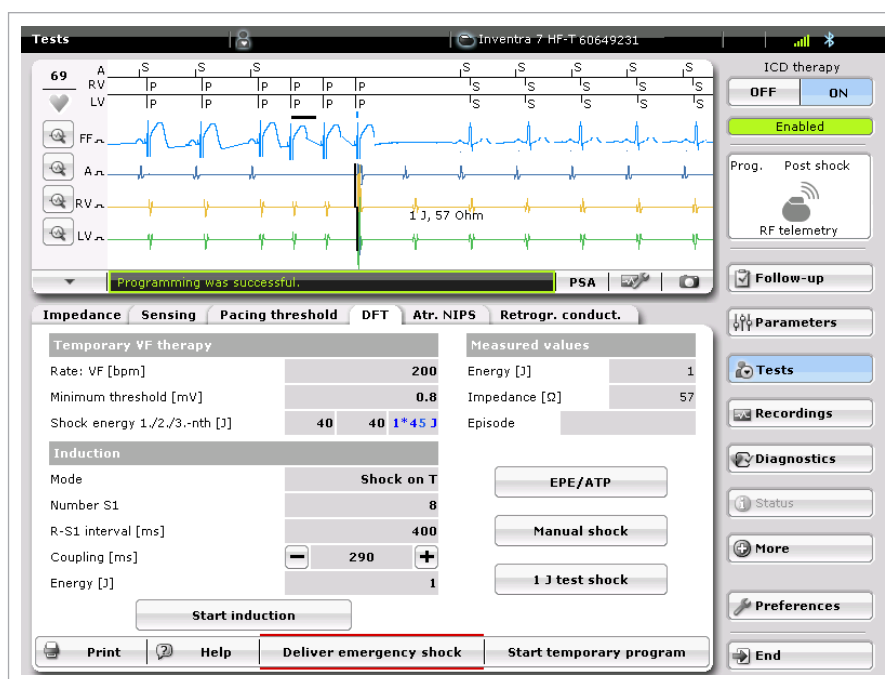 Tests
Inventra 7 HF-T 60649231
69
A S S S S S S S S
RV P P P P P P S S S S S
LV P P P P P P S S S S S
FF
A
RV
1 J, 57 Ohm
LV
Programming was successful.
PSA
ICD therapy
OFF ON
Enabled
Prog. Post shock
RF telemetry
Impedance Sensing Pacing threshold DFT Atr. NIPS Retrogr. conduct.
Temporary VF therapy
Rate: VF [bpm] 200
Minimum threshold [mV] 0.8
Shock energy 1./2./3.-nth [J] 40 40 1*45 J
Induction
Mode Shock on T
Number S1 8
R-S1 interval [ms] 400
Coupling [ms] 290
Energy [J] 1
Start induction
Measured values
Energy [J] 1
Impedance [Ω] 57
Episode
EPE/ATP
Manual shock
1 J test shock
Follow-up
Parameters
Tests
Recordings
Diagnostics
Status
More
Preferences
End
Print Help Deliver emergency shock Start temporary program